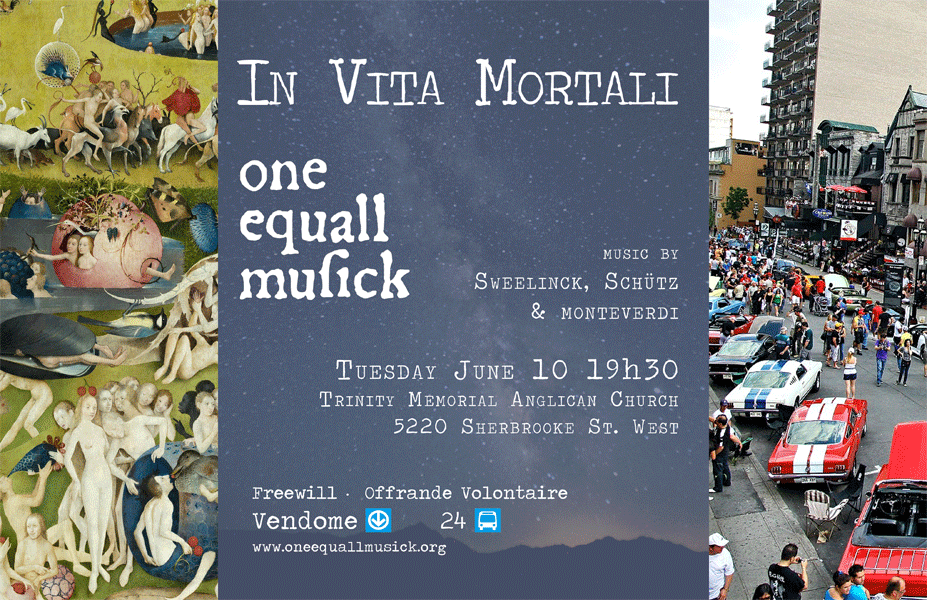 In Vita Mortali
one
equall
muſick
music by
Sweelinck, Schütz
& monteverdi
Tuesday June 10 19h30
Trinity Memorial Anglican Church
5220 Sherbrooke St. West
Freewill · Offrande Volontaire
Vendome 24
www.oneequallmusick.org